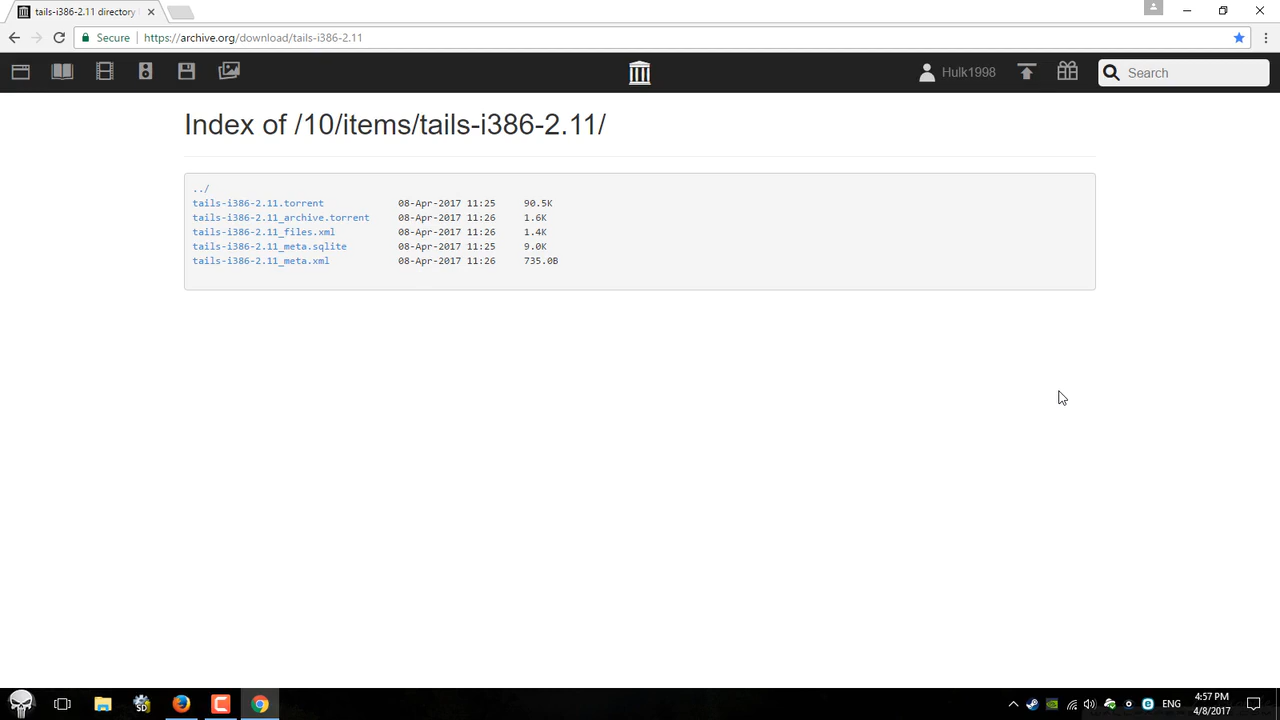 tails-i386-2.11 directory
Secure https://archive.org/download/tails-i386-2.11
Hulk1998
Search
Index of /10/items/tails-i386-2.11/
../
tails-i386-2.11.torrent 08-Apr-2017 11:25 90.5K
tails-i386-2.11_archive.torrent 08-Apr-2017 11:26 1.6K
tails-i386-2.11_files.xml 08-Apr-2017 11:26 1.4K
tails-i386-2.11_meta.sqlite 08-Apr-2017 11:25 9.0K
tails-i386-2.11_meta.xml 08-Apr-2017 11:26 735.0B
SD
ENG
4:57 PM
4/8/2017